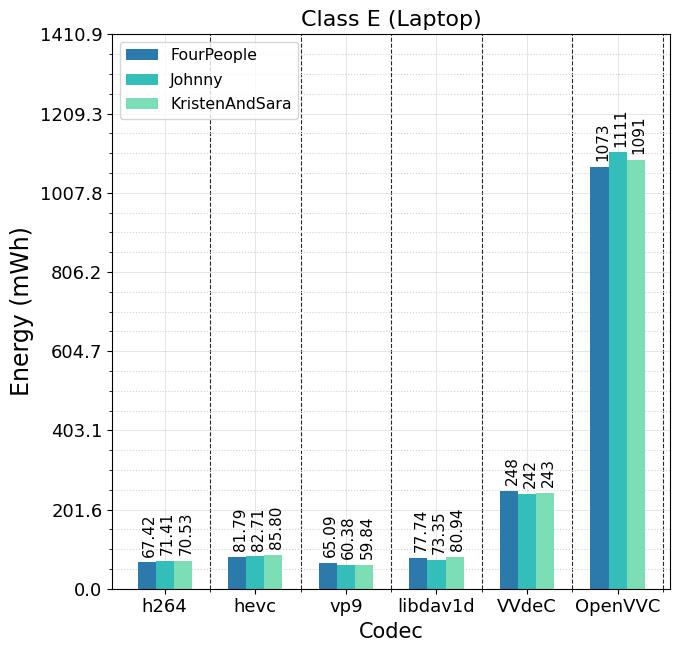 Class E (Laptop)
1410.9
1209.3
1007.8
806.2
604.7
403.1
201.6
0.0
Energy (mWh)
FourPeople
Johnny
KristenAndSara
67.42
71.41
70.53
81.79
82.71
85.80
65.09
60.38
59.84
77.74
73.35
80.94
248
242
243
1073
1111
1091
h264
hevc
vp9
libdav1d
VVdeC
OpenVVC
Codec